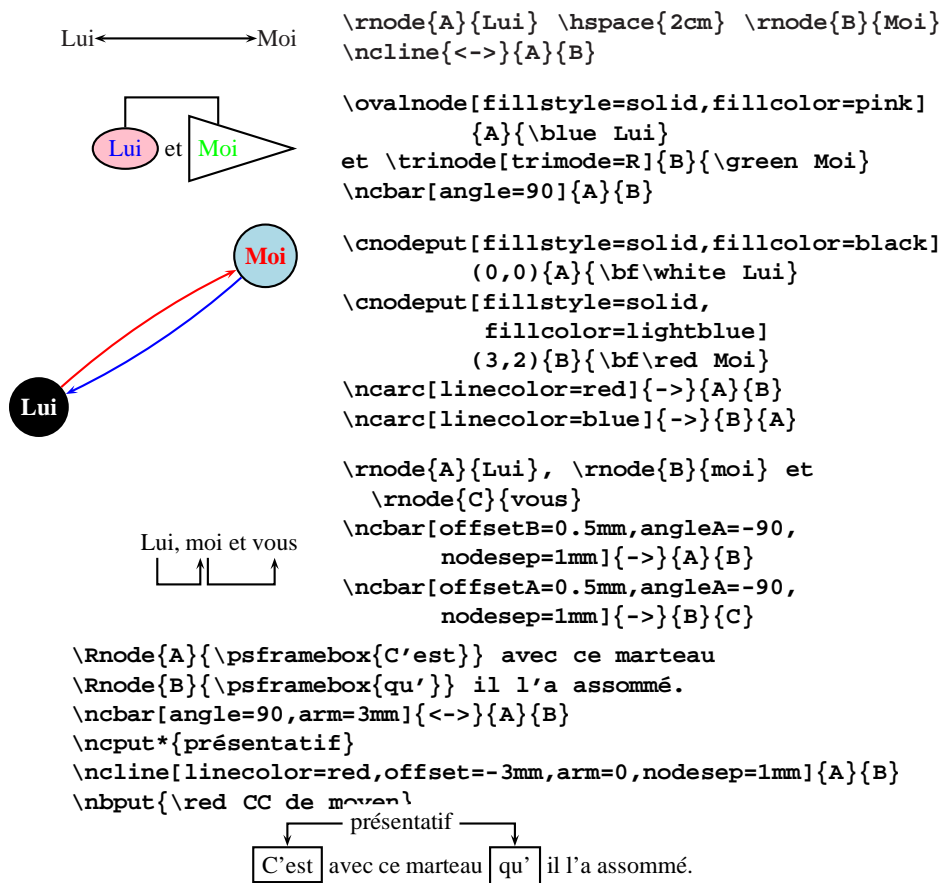 Lui Moi
\rnode{A}{Lui} \hspace{2cm} \rnode{B}{Moi}
\ncline{<->}{A}{B}
\ovalnode[fillstyle=solid,fillcolor=pink]
{A}{\blue Lui}
et \trinode[trimode=R]{B}{\green Moi}
\ncbar[angle=90]{A}{B}
Lui et Moi
\cnodeput[fillstyle=solid,fillcolor=black]
(0,0){A}{\bf\white Lui}
\cnodeput[fillstyle=solid,
fillcolor=lightblue]
(3,2){B}{\bf\red Moi}
\ncarc[linecolor=red]{->}{A}{B}
\ncarc[linecolor=blue]{->}{B}{A}
Moi
Lui
\rnode{A}{Lui}, \rnode{B}{moi} et
\rnode{C}{vous}
\ncbar[offsetB=0.5mm,angleA=-90,
nodesep=1mm]{->}{A}{B}
\ncbar[offsetA=0.5mm,angleA=-90,
nodesep=1mm]{->}{B}{C}
Lui, moi et vous
\Rnode{A}{\psframebox{C'est}} avec ce marteau
\Rnode{B}{\psframebox{qu'}} il l'a assommé.
\ncbar[angle=90,arm=3mm]{<->}{A}{B}
\ncput*{présentatif}
\ncline[linecolor=red,offset=-3mm,arm=0,nodesep=1mm]{A}{B}
\nbput{\red CC de moyen}
présentatif
C'est avec ce marteau qu' il l'a assommé.